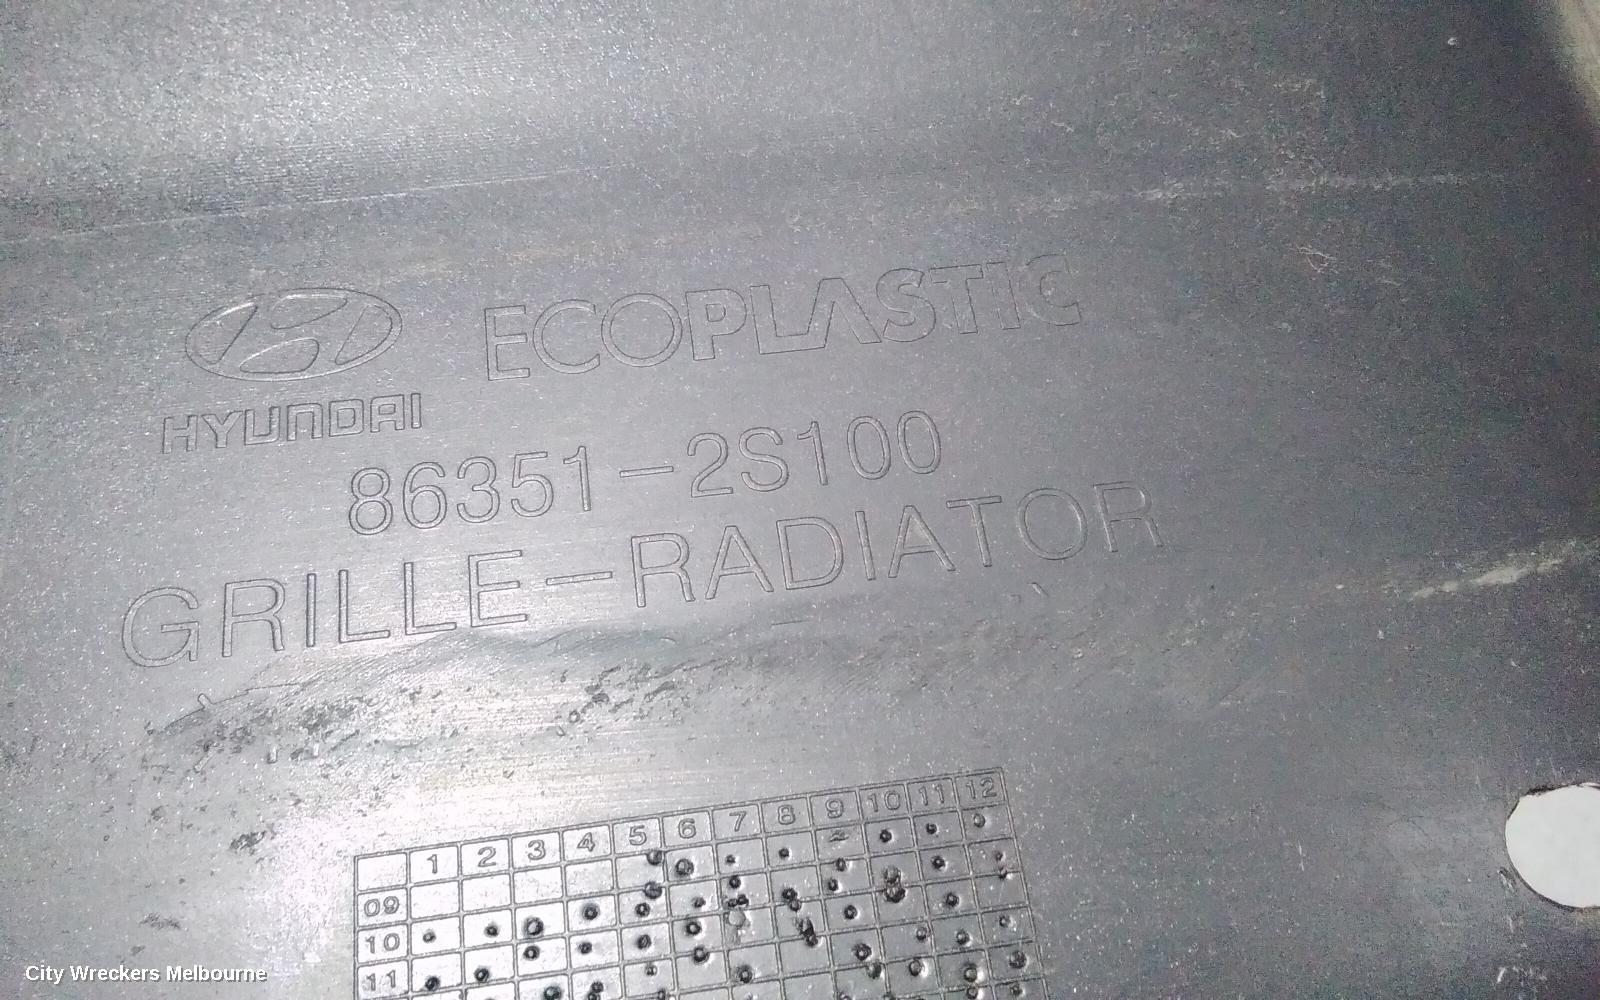 ECOPLASTIC
HYUNDAI
86351-2S100
GRILLE-RADIATOR
1 2 3 4 5 6 7 8 9 10 11 12
09
10
11
City Wreckers Melbourne